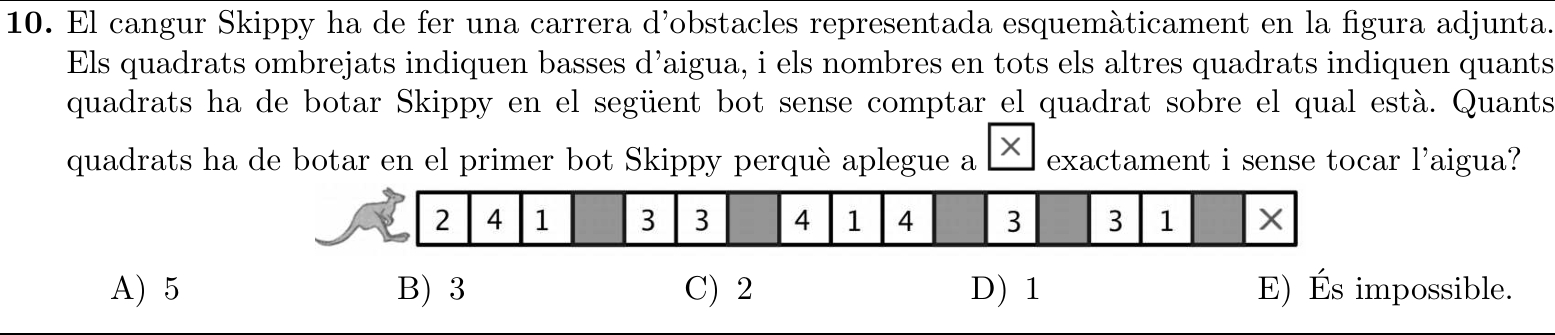 10. El cangur Skippy ha de fer una carrera d'obstacles representada esquemàticament en la figura adjunta.
Els quadrats ombrejats indiquen basses d'aigua, i els nombres en tots els altres quadrats indiquen quants
quadrats ha de botar Skippy en el següent bot sense comptar el quadrat sobre el qual està. Quants
quadrats ha de botar en el primer bot Skippy perquè aplegue a × exactament i sense tocar l'aigua?
2 4 1 3 3 4 1 4 3 3 1 ×
A) 5 B) 3 C) 2 D) 1 E) És impossible.